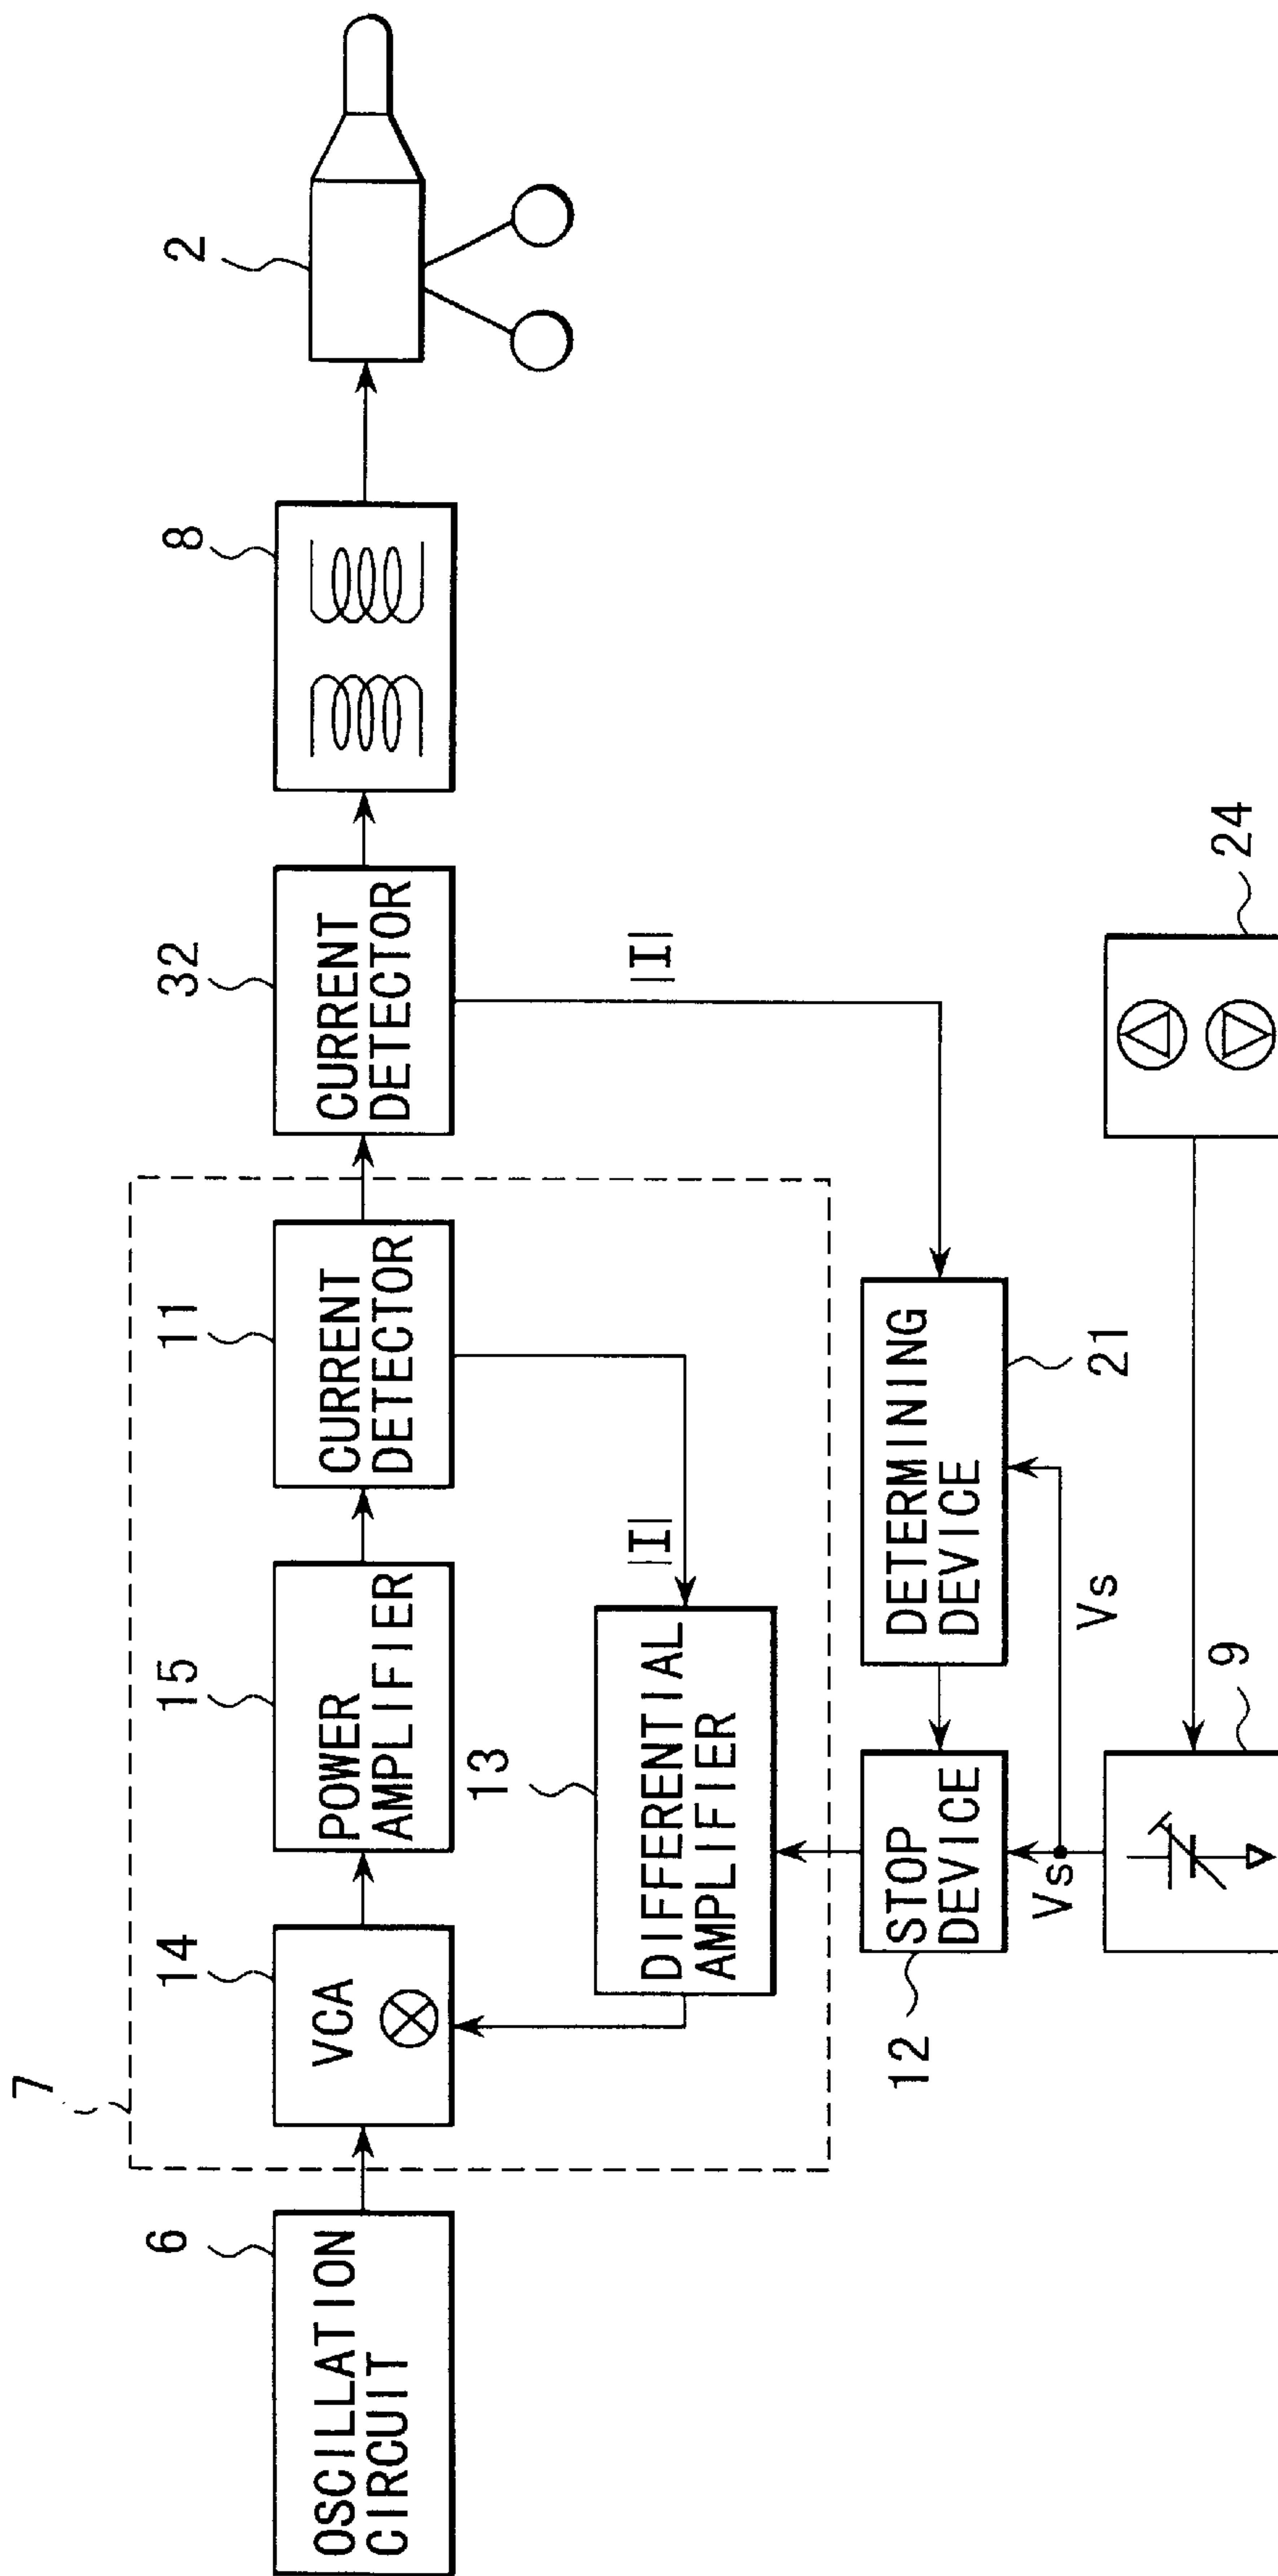 7
6
OSCILLATION
CIRCUIT
14
VCA
15
POWER
AMPLIFIER
11
CURRENT
DETECTOR
32
CURRENT
DETECTOR
8
2
13
DIFFERENTIAL
AMPLIFIER
|I|
|I|
12
STOP
DEVICE
DETERMINING
DEVICE
21
Vs
Vs
9
24